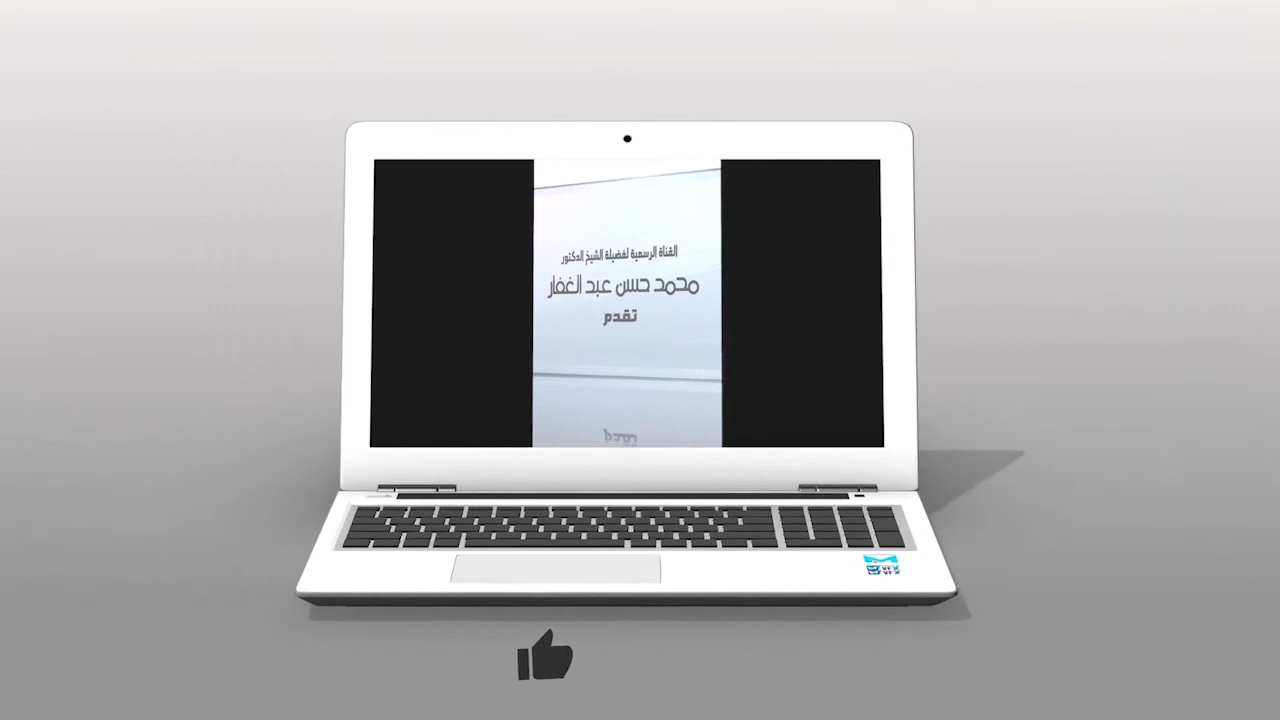 القناة الرسمية لفضيلة الشيخ الدكتور
محمد حسن عبد الغفار
تقدم